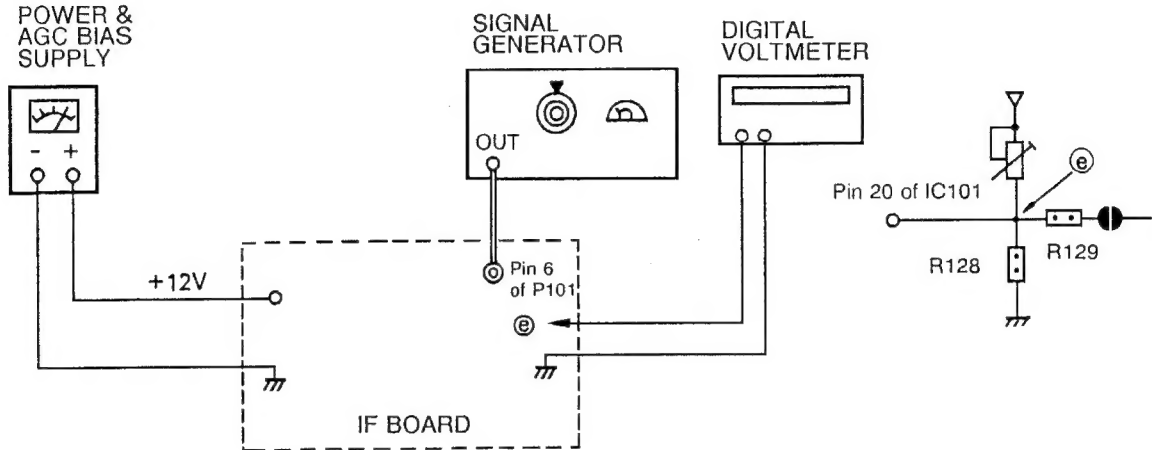 POWER &
AGC BIAS
SUPPLY
- +
SIGNAL
GENERATOR
OUT
DIGITAL
VOLTMETER
+12V
Pin 6
of P101
e
IF BOARD
Pin 20 of IC101
e
R128
R129